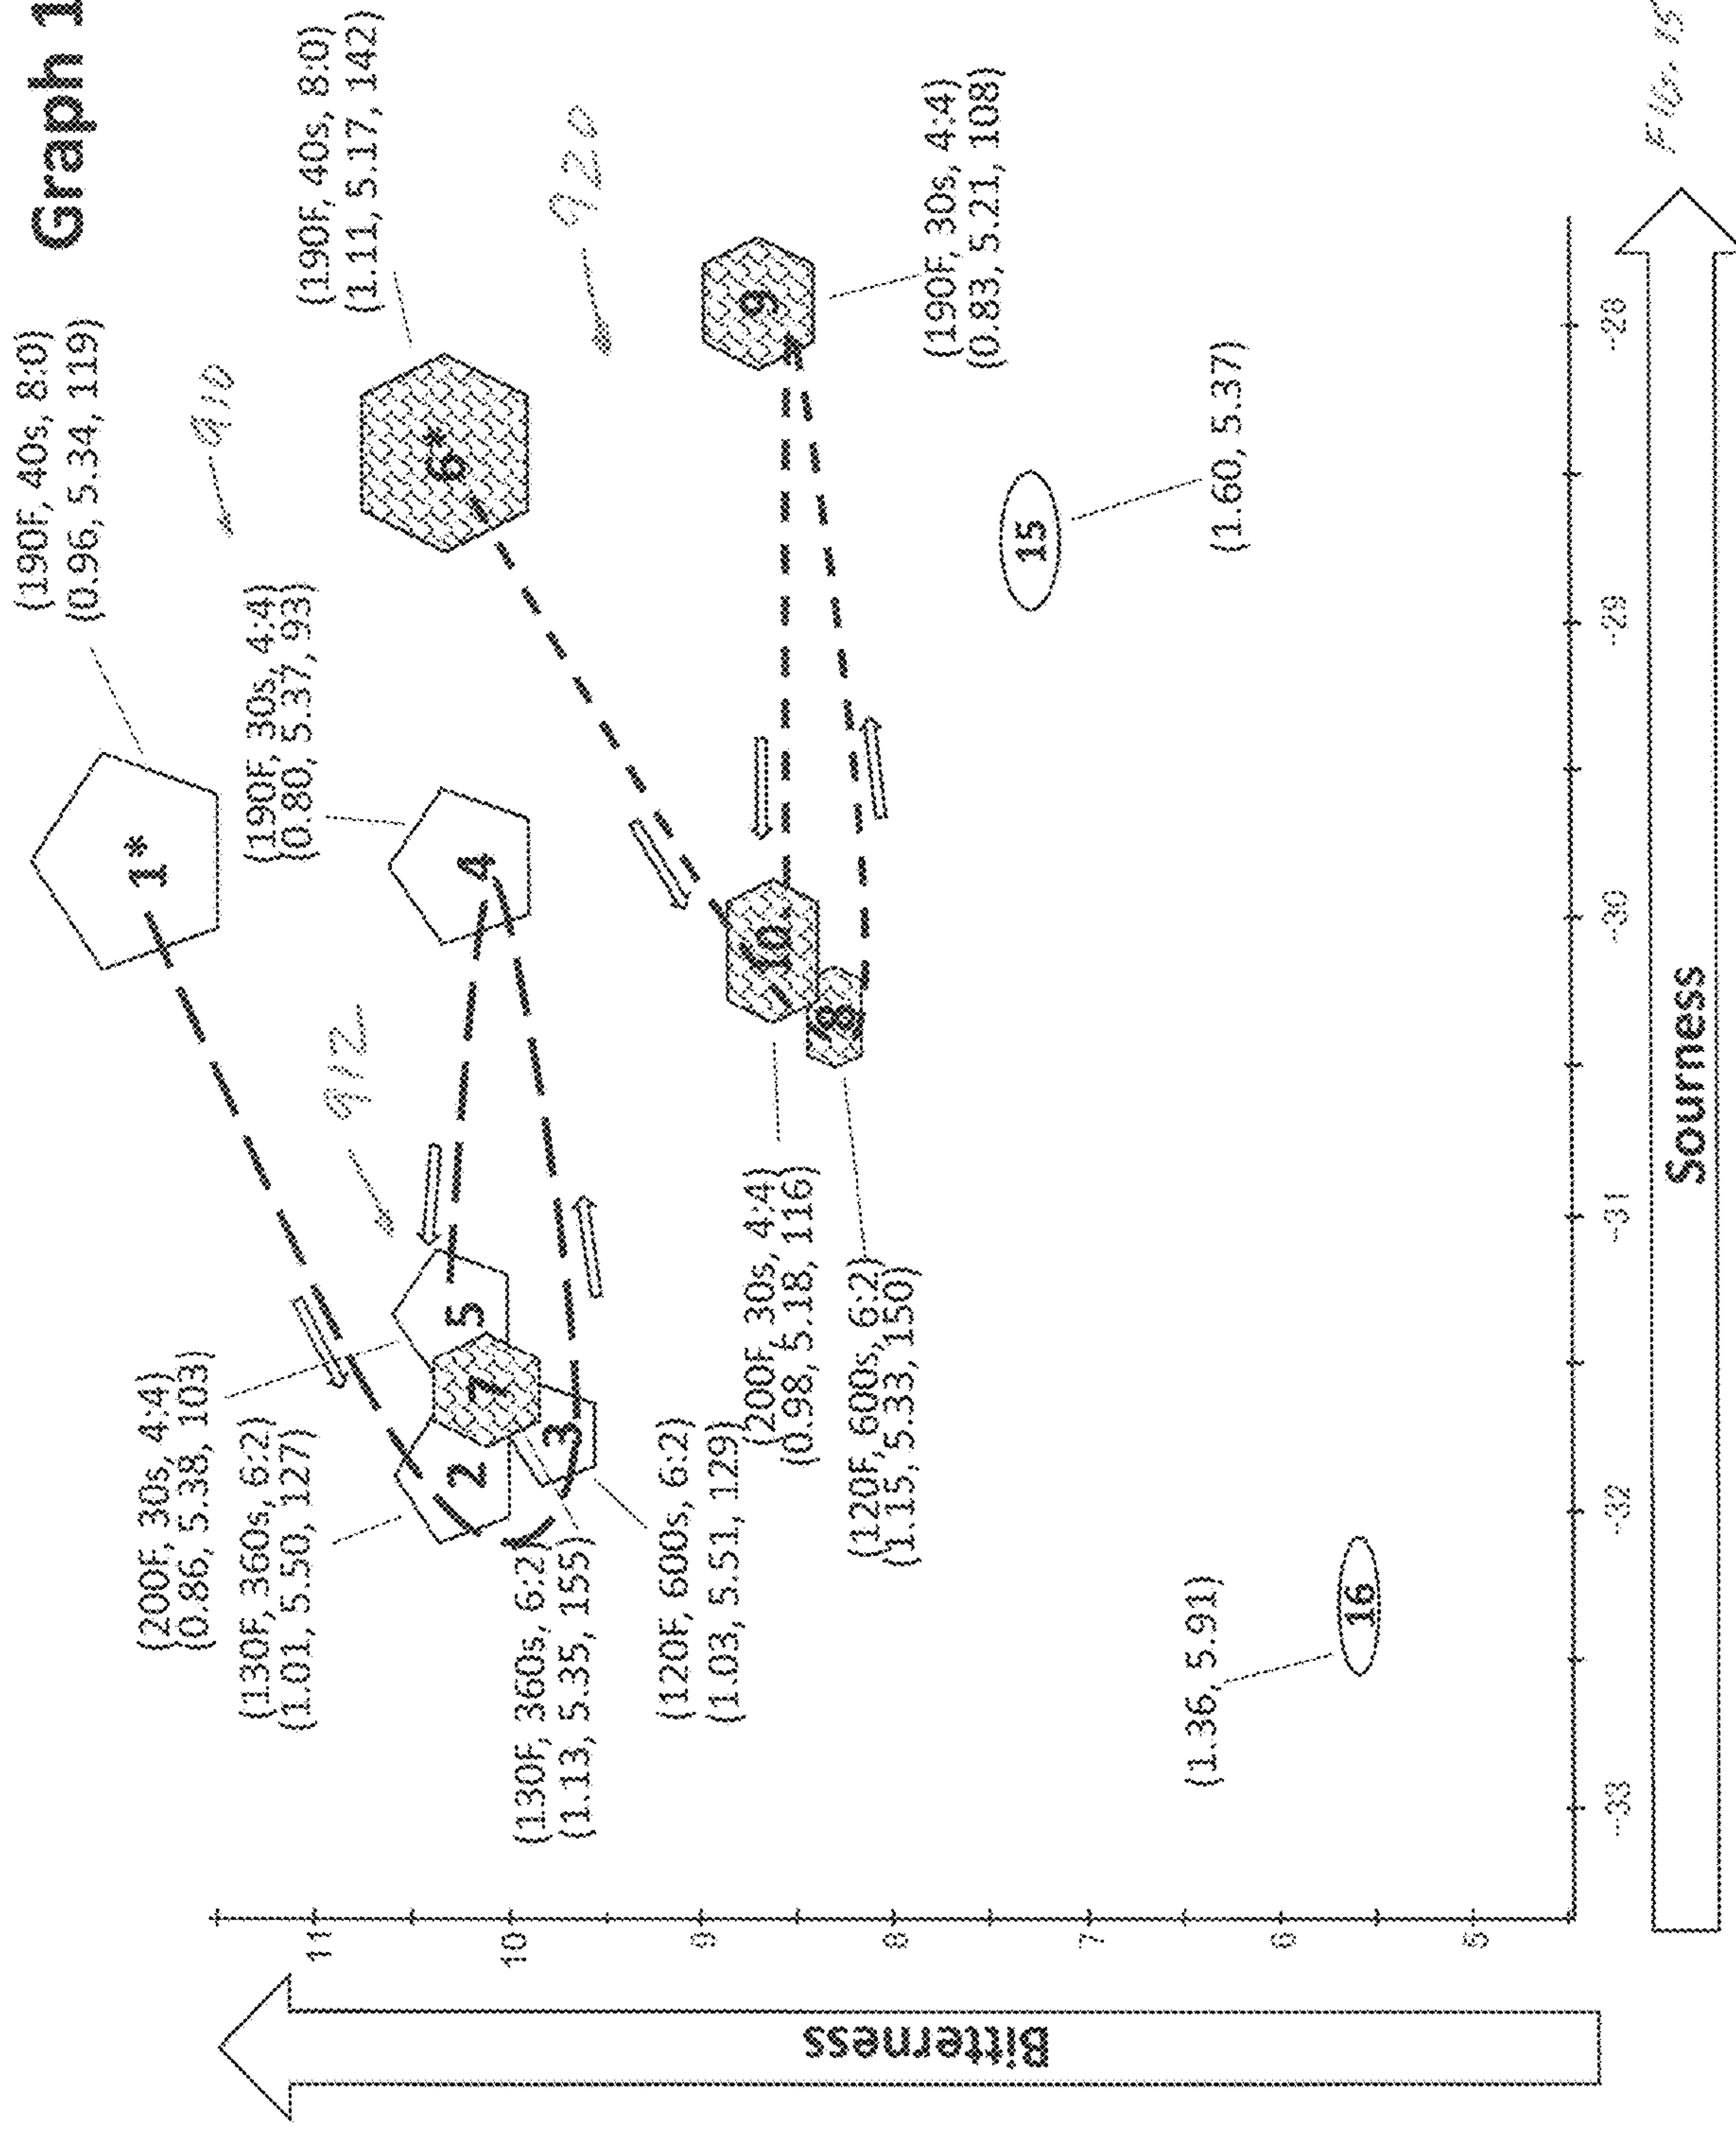 Graph 1
(190F, 40s, 8:0)
(0.96, 5.34, 119)
910
1*
(190F, 30s, 4:4)
(0.80, 5.37, 93)
4
(190F, 40s, 8:0)
(1.11, 5.17, 142)
920
6*
9
(190F, 30s, 4:4)
(0.83, 5.21, 108)
912
(200F, 30s, 4:4)
(0.86, 5.38, 103)
(130F, 360s, 6:2)
(1.01, 5.50, 127)
5
7
2
3
(130F, 360s, 6:2)
(1.13, 5.35, 155)
(120F, 600s, 6:2)
(1.03, 5.51, 129)
10
8
(200F, 30s, 4:4)
(0.98, 5.18, 116)
(120F, 600s, 6:2)
(1.15, 5.33, 150)
15
(1.60, 5.37)
(1.36, 5.91)
16
Bitterness
11
10
9
8
7
6
5
-33
-32
-31
-30
-29
-28
Sourness
FIG. 15